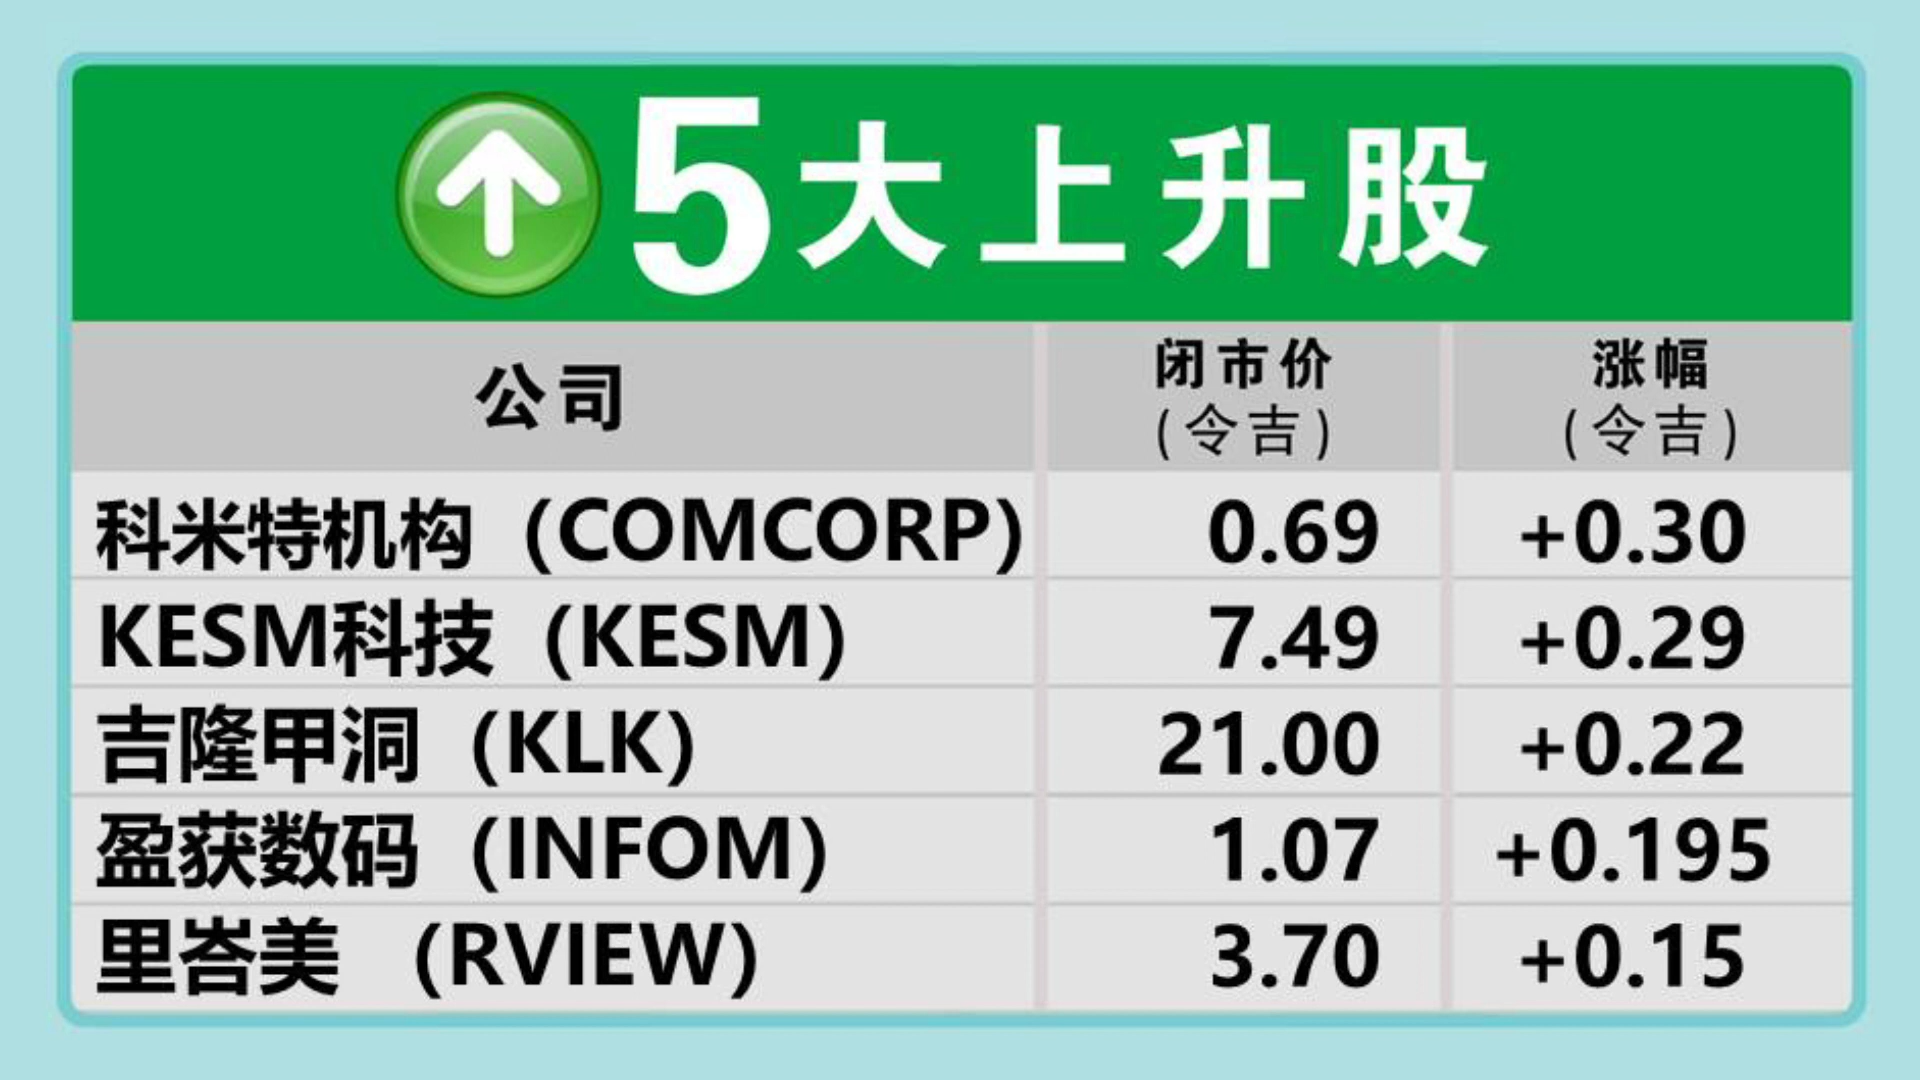 5大上升股
公司 闭市价 (令吉) 涨幅 (令吉)
科米特机构（COMCORP） 0.69 +0.30
KESM科技（KESM） 7.49 +0.29
吉隆甲洞（KLK） 21.00 +0.22
盈获数码（INFOM） 1.07 +0.195
里峇美 （RVIEW） 3.70 +0.15